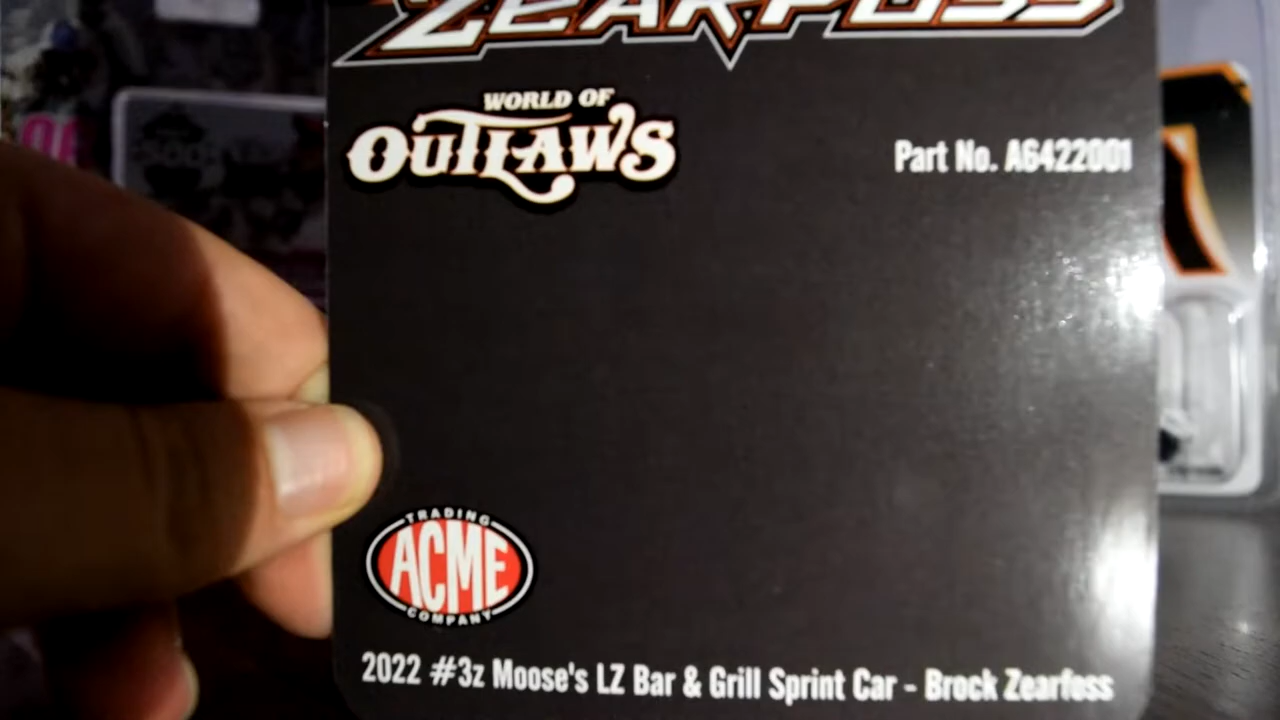 ZEARFOSS
WORLD OF
OUTLAWS
Part No. A6422001
TRADING
ACME
COMPANY
2022 #3z Moose's LZ Bar & Grill Sprint Car - Brock Zearfoss